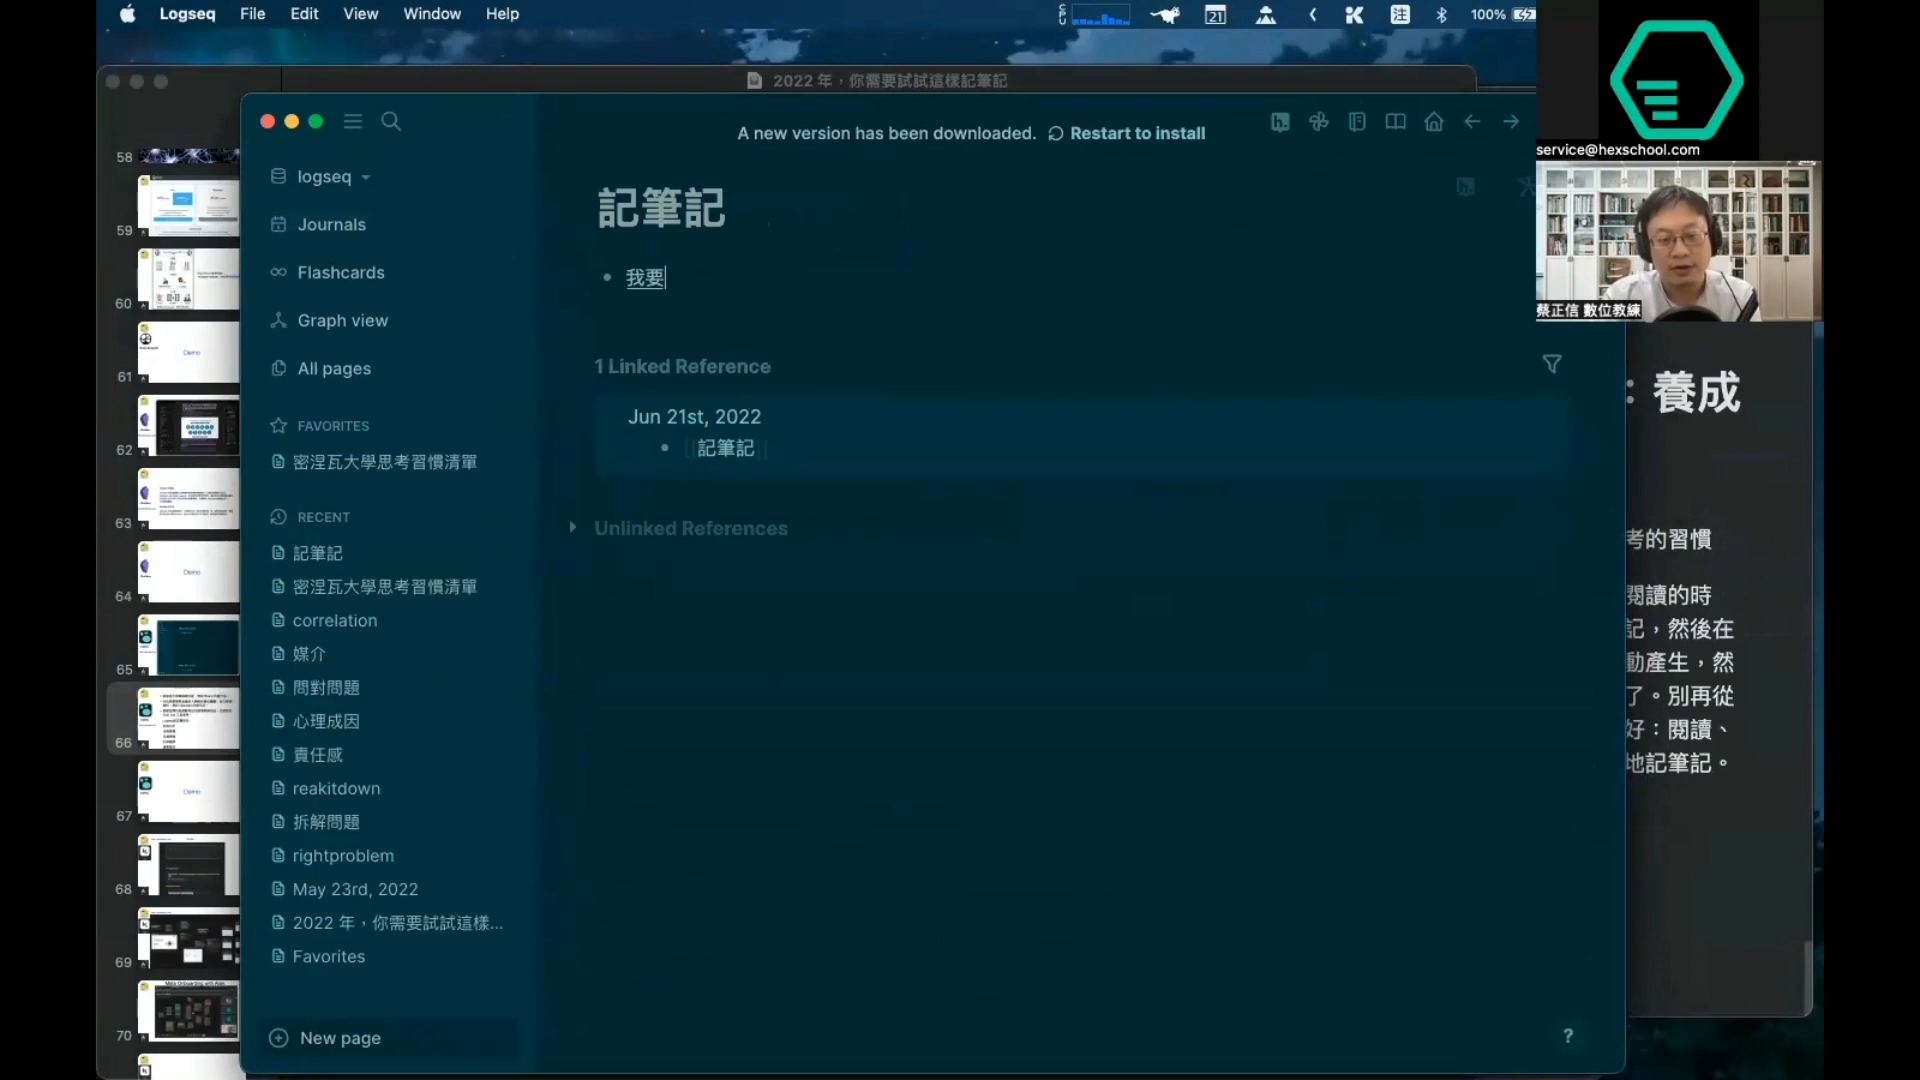 Logseq File Edit View Window Help
CPU 21 注 100%
2022 年，你需要試試這樣記筆記
service@hexschool.com
蔡正信 數位教練
A new version has been downloaded. Restart to install
logseq
Journals
Flashcards
Graph view
All pages
FAVORITES
密涅瓦大學思考習慣清單
RECENT
記筆記
密涅瓦大學思考習慣清單
correlation
媒介
問對問題
心理成因
責任感
reakitdown
拆解問題
rightproblem
May 23rd, 2022
2022 年，你需要試試這樣...
Favorites
New page
記筆記
我要
1 Linked Reference
Jun 21st, 2022
[[記筆記]]
Unlinked References
?
：養成
考的習慣
閱讀的時
記，然後在
動產生，然
了。別再從
好：閱讀、
地記筆記。
58
59
60
61
Demo
62
63
64
Demo
65
66
67
Demo
68
69
70